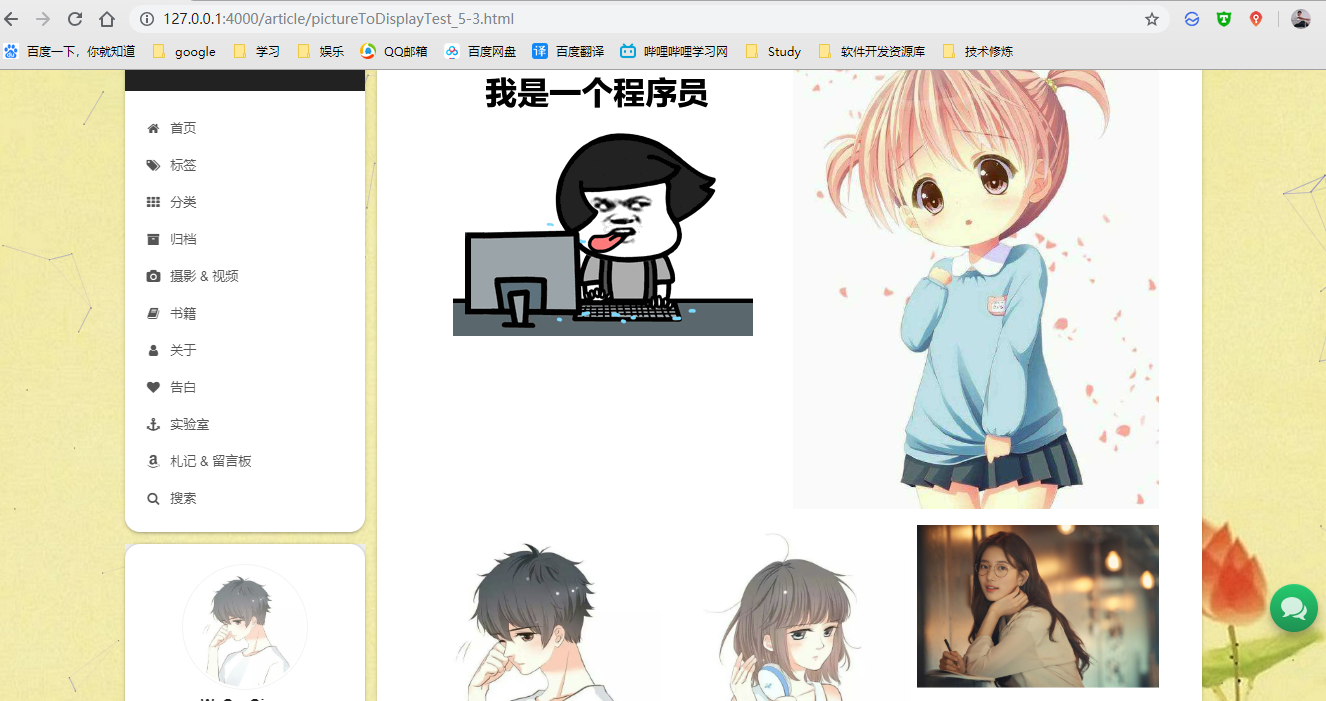 127.0.0.1:4000/article/pictureToDisplayTest_5-3.html
百度一下，你就知道 google 学习 娱乐 QQ邮箱 百度网盘 译 百度翻译 哔哩哔哩学习网 Study 软件开发资源库 技术修炼
我是一个程序员
首页
标签
分类
归档
摄影 & 视频
书籍
关于
告白
实验室
札记 & 留言板
搜索